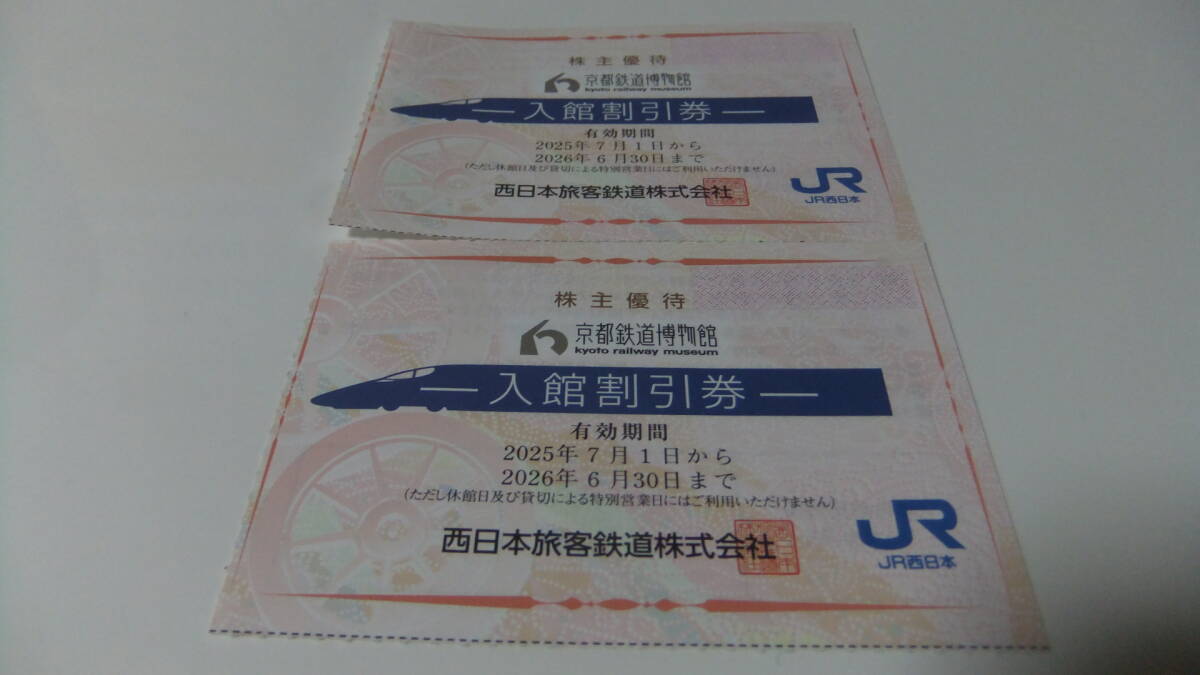 株主優待
京都鉄道博物館
kyoto railway museum
入館割引券
有効期間
2025年7月1日から
2026年6月30日まで
(ただし休館日及び貸切による特別営業日にはご利用いただけません)
西日本旅客鉄道株式会社
JR
JR西日本
株主優待
京都鉄道博物館
kyoto railway museum
入館割引券
有効期間
2025年7月1日から
2026年6月30日まで
(ただし休館日及び貸切による特別営業日にはご利用いただけません)
西日本旅客鉄道株式会社
JR
JR西日本